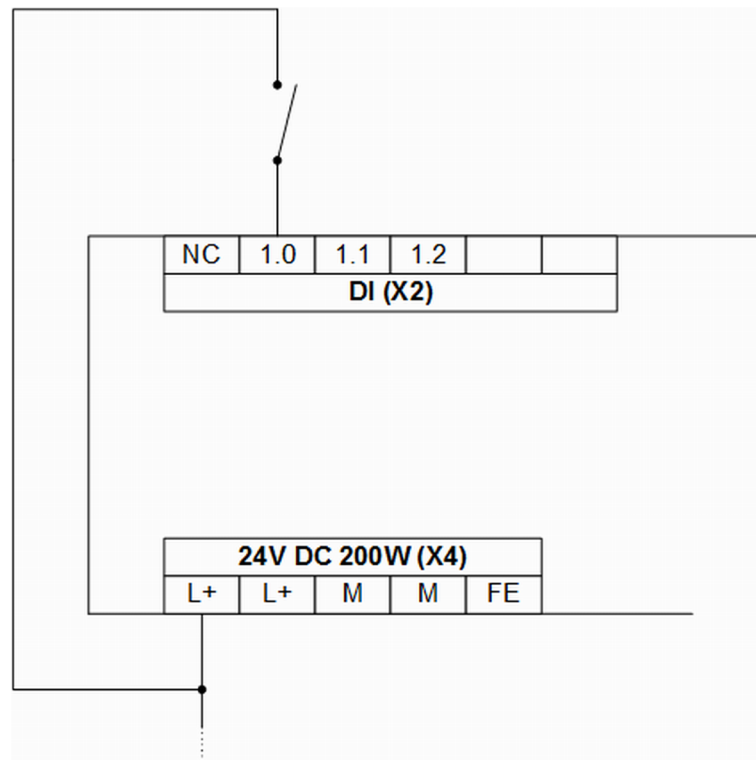 NC 1.0 1.1 1.2
DI (X2)
24V DC 200W (X4)
L+ L+ M M FE